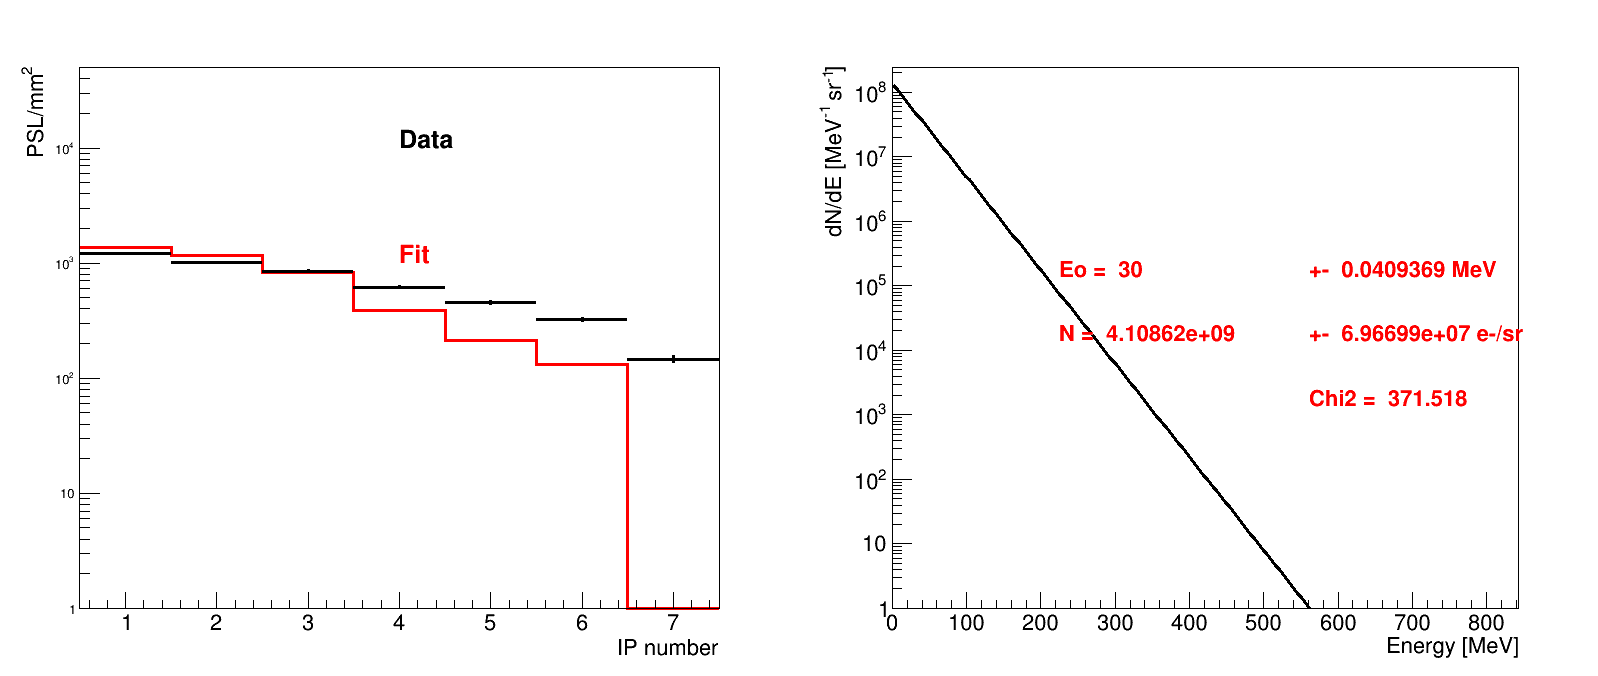 PSL/mm²
10⁴
10³
10²
10
1
Data
Fit
1 2 3 4 5 6 7
IP number
dN/dE [MeV⁻¹ sr⁻¹]
10⁸
10⁷
10⁶
10⁵
10⁴
10³
10²
10
1
Eo = 30 +- 0.0409369 MeV
N = 4.10862e+09 +- 6.96699e+07 e-/sr
Chi2 = 371.518
0 100 200 300 400 500 600 700 800
Energy [MeV]